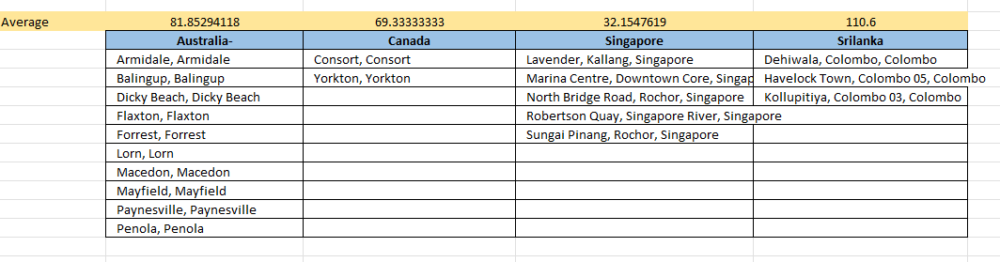 Average 81.85294118 69.33333333 32.1547619 110.6
Australia- Canada Singapore Srilanka
Armidale, Armidale Consort, Consort Lavender, Kallang, Singapore Dehiwala, Colombo, Colombo
Balingup, Balingup Yorkton, Yorkton Marina Centre, Downtown Core, Singap Havelock Town, Colombo 05, Colombo
Dicky Beach, Dicky Beach North Bridge Road, Rochor, Singapore Kollupitiya, Colombo 03, Colombo
Flaxton, Flaxton Robertson Quay, Singapore River, Singapore
Forrest, Forrest Sungai Pinang, Rochor, Singapore
Lorn, Lorn
Macedon, Macedon
Mayfield, Mayfield
Paynesville, Paynesville
Penola, Penola